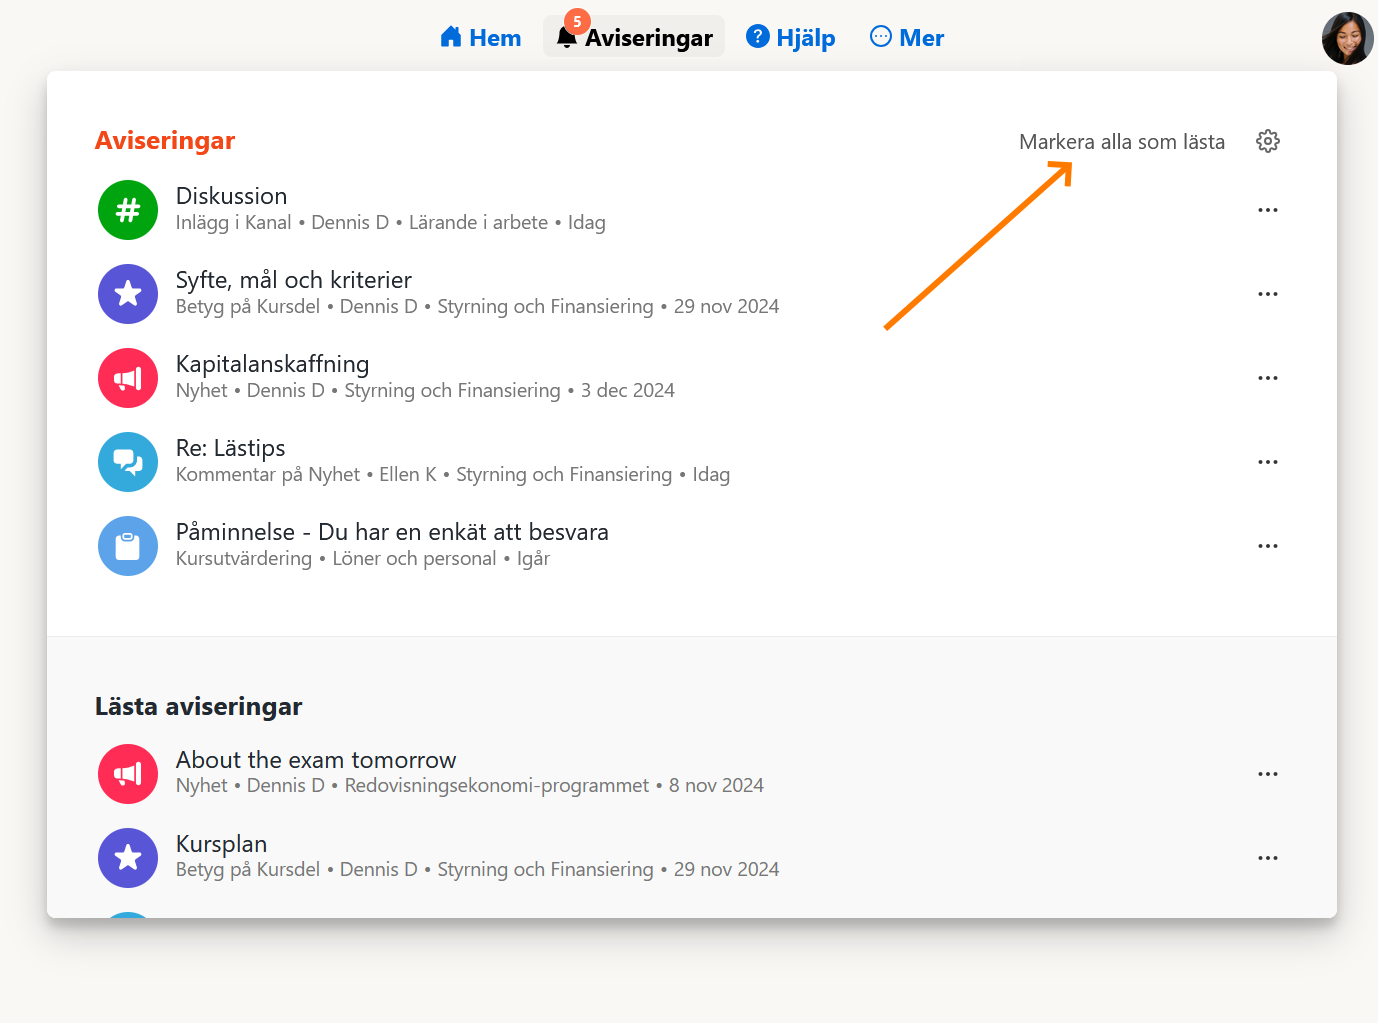 Hem 5 Aviseringar Hjälp Mer
Aviseringar Markera alla som lästa
Diskussion
Inlägg i Kanal • Dennis D • Lärande i arbete • Idag
Syfte, mål och kriterier
Betyg på Kursdel • Dennis D • Styrning och Finansiering • 29 nov 2024
Kapitalanskaffning
Nyhet • Dennis D • Styrning och Finansiering • 3 dec 2024
Re: Lästips
Kommentar på Nyhet • Ellen K • Styrning och Finansiering • Idag
Påminnelse - Du har en enkät att besvara
Kursutvärdering • Löner och personal • Igår
Lästa aviseringar
About the exam tomorrow
Nyhet • Dennis D • Redovisningsekonomi-programmet • 8 nov 2024
Kursplan
Betyg på Kursdel • Dennis D • Styrning och Finansiering • 29 nov 2024